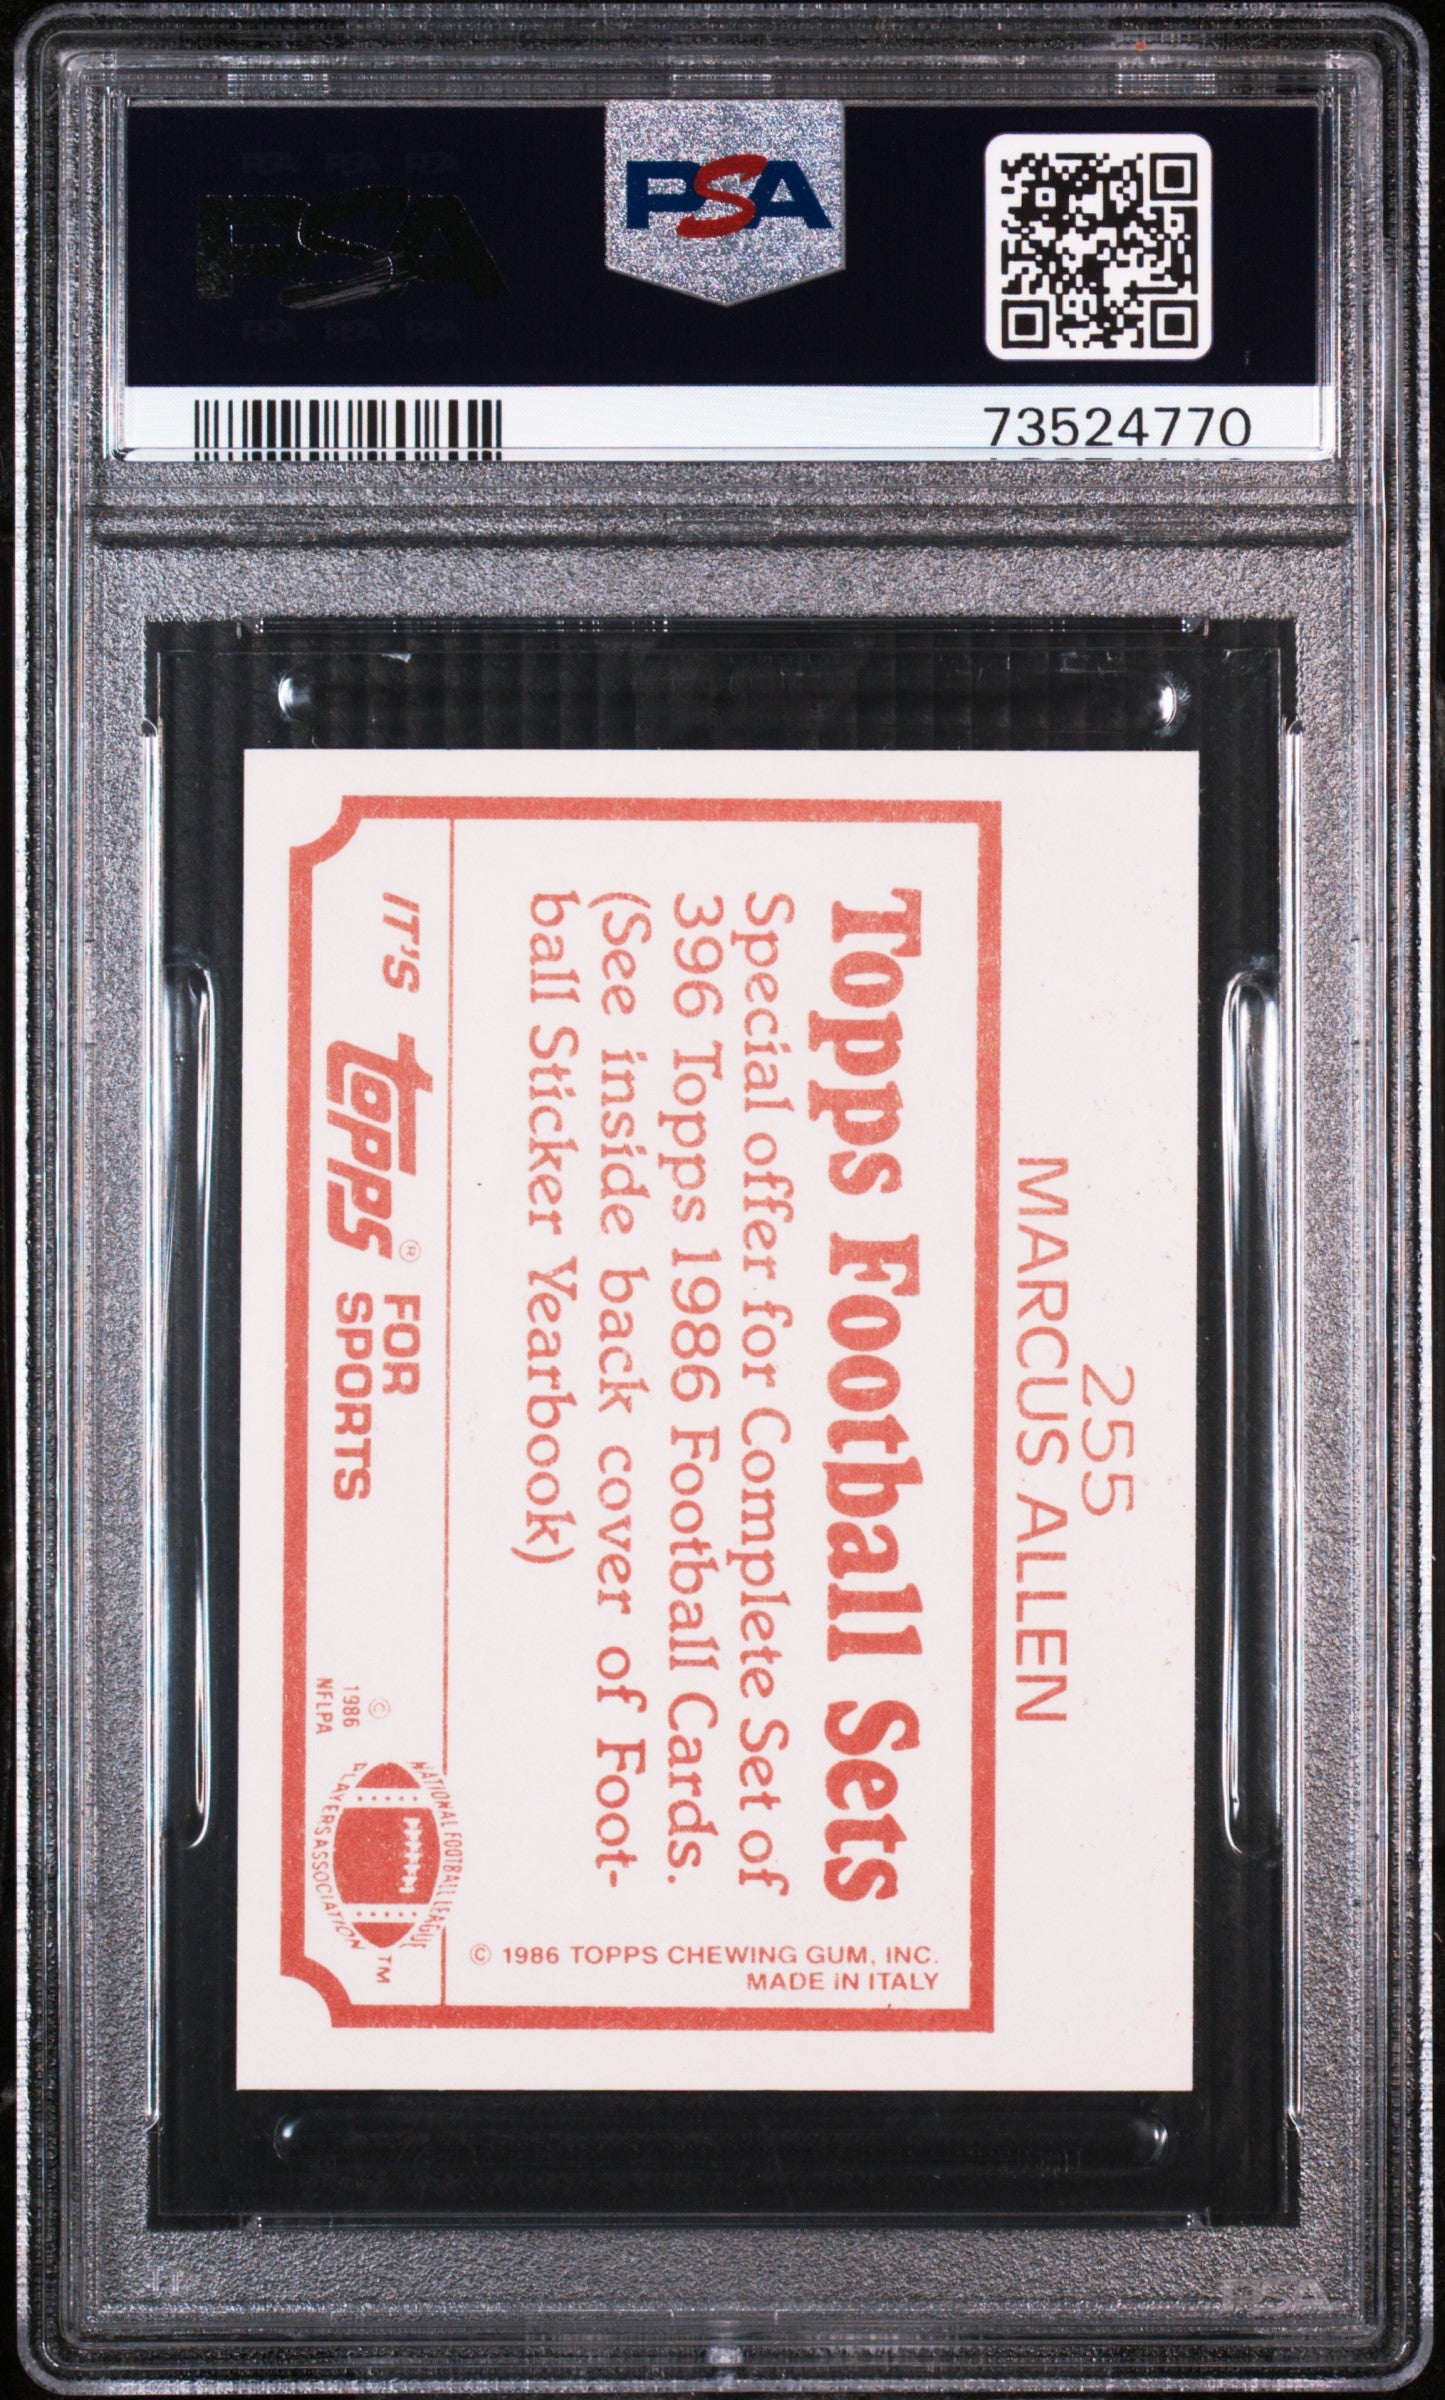 PSA
PSA
73524770
255
MARCUS ALLEN
Topps Football Sets
Special offer for Complete Set of
396 Topps 1986 Football Cards.
(See inside back cover of Foot-
ball Sticker Yearbook)
© 1986 TOPPS CHEWING GUM, INC.
MADE IN ITALY
IT'S Topps® FOR
SPORTS
©
1986
NFLPA
NATIONAL FOOTBALL LEAGUE
PLAYERS ASSOCIATION
TM
PSA